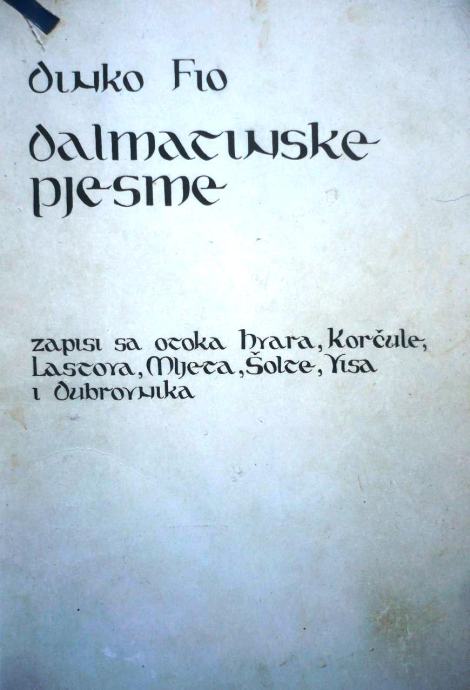 Dinko Fio
dalmatinske
pjesme
zapisi sa otoka Hvara, Korčule,
Lastova, Mljeta, Šolte, Visa
i Dubrovnika